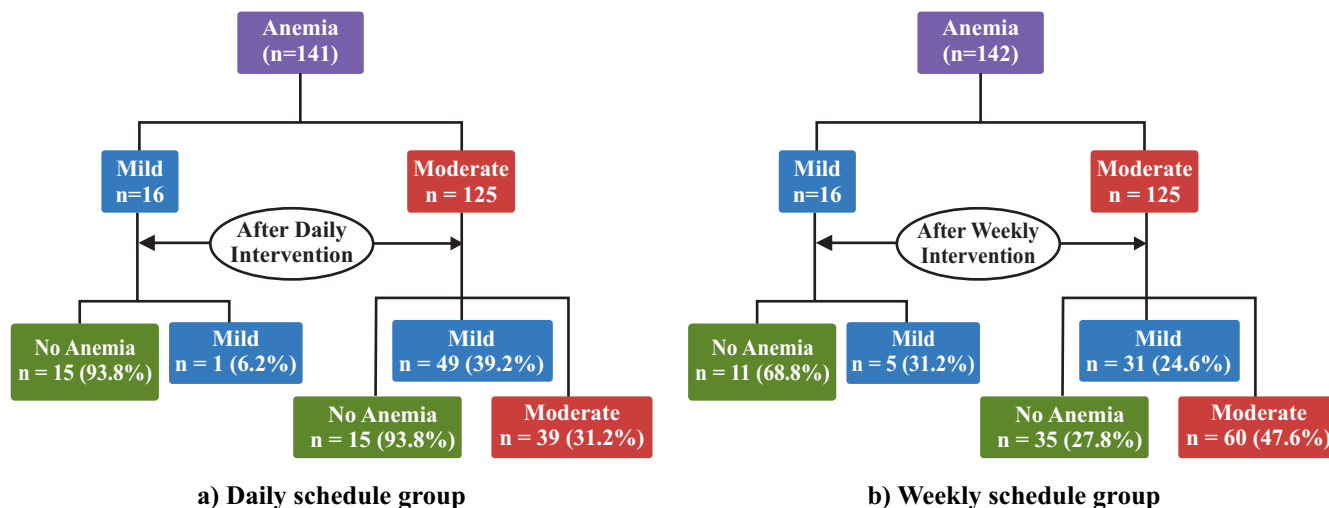 Anemia
(n=141)
Mild
n=16
Moderate
n = 125
After Daily
Intervention
No Anemia
n = 15 (93.8%)
Mild
n = 1 (6.2%)
Mild
n = 49 (39.2%)
No Anemia
n = 15 (93.8%)
Moderate
n = 39 (31.2%)
a) Daily schedule group
Anemia
(n=142)
Mild
n=16
Moderate
n = 125
After Weekly
Intervention
No Anemia
n = 11 (68.8%)
Mild
n = 5 (31.2%)
Mild
n = 31 (24.6%)
No Anemia
n = 35 (27.8%)
Moderate
n = 60 (47.6%)
b) Weekly schedule group